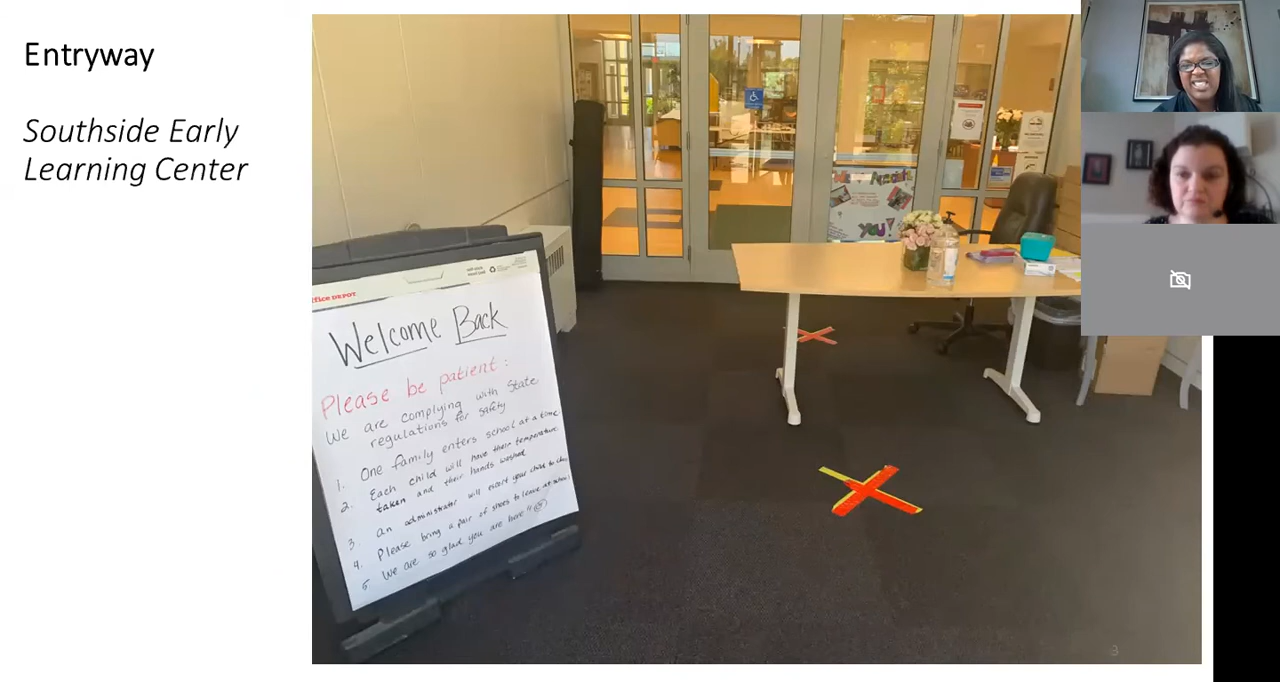 Entryway
Southside Early
Learning Center
Office DEPOT
Welcome Back
Please be patient:
We are complying with State
regulations for safety
1. One family enters school at a time
2. Each child will have their temperature
taken and their hands washed
3. An administrator will escort your child to class
4. Please bring a pair of shoes to leave at school
5. We are so glad you are here!!
YOU!
3